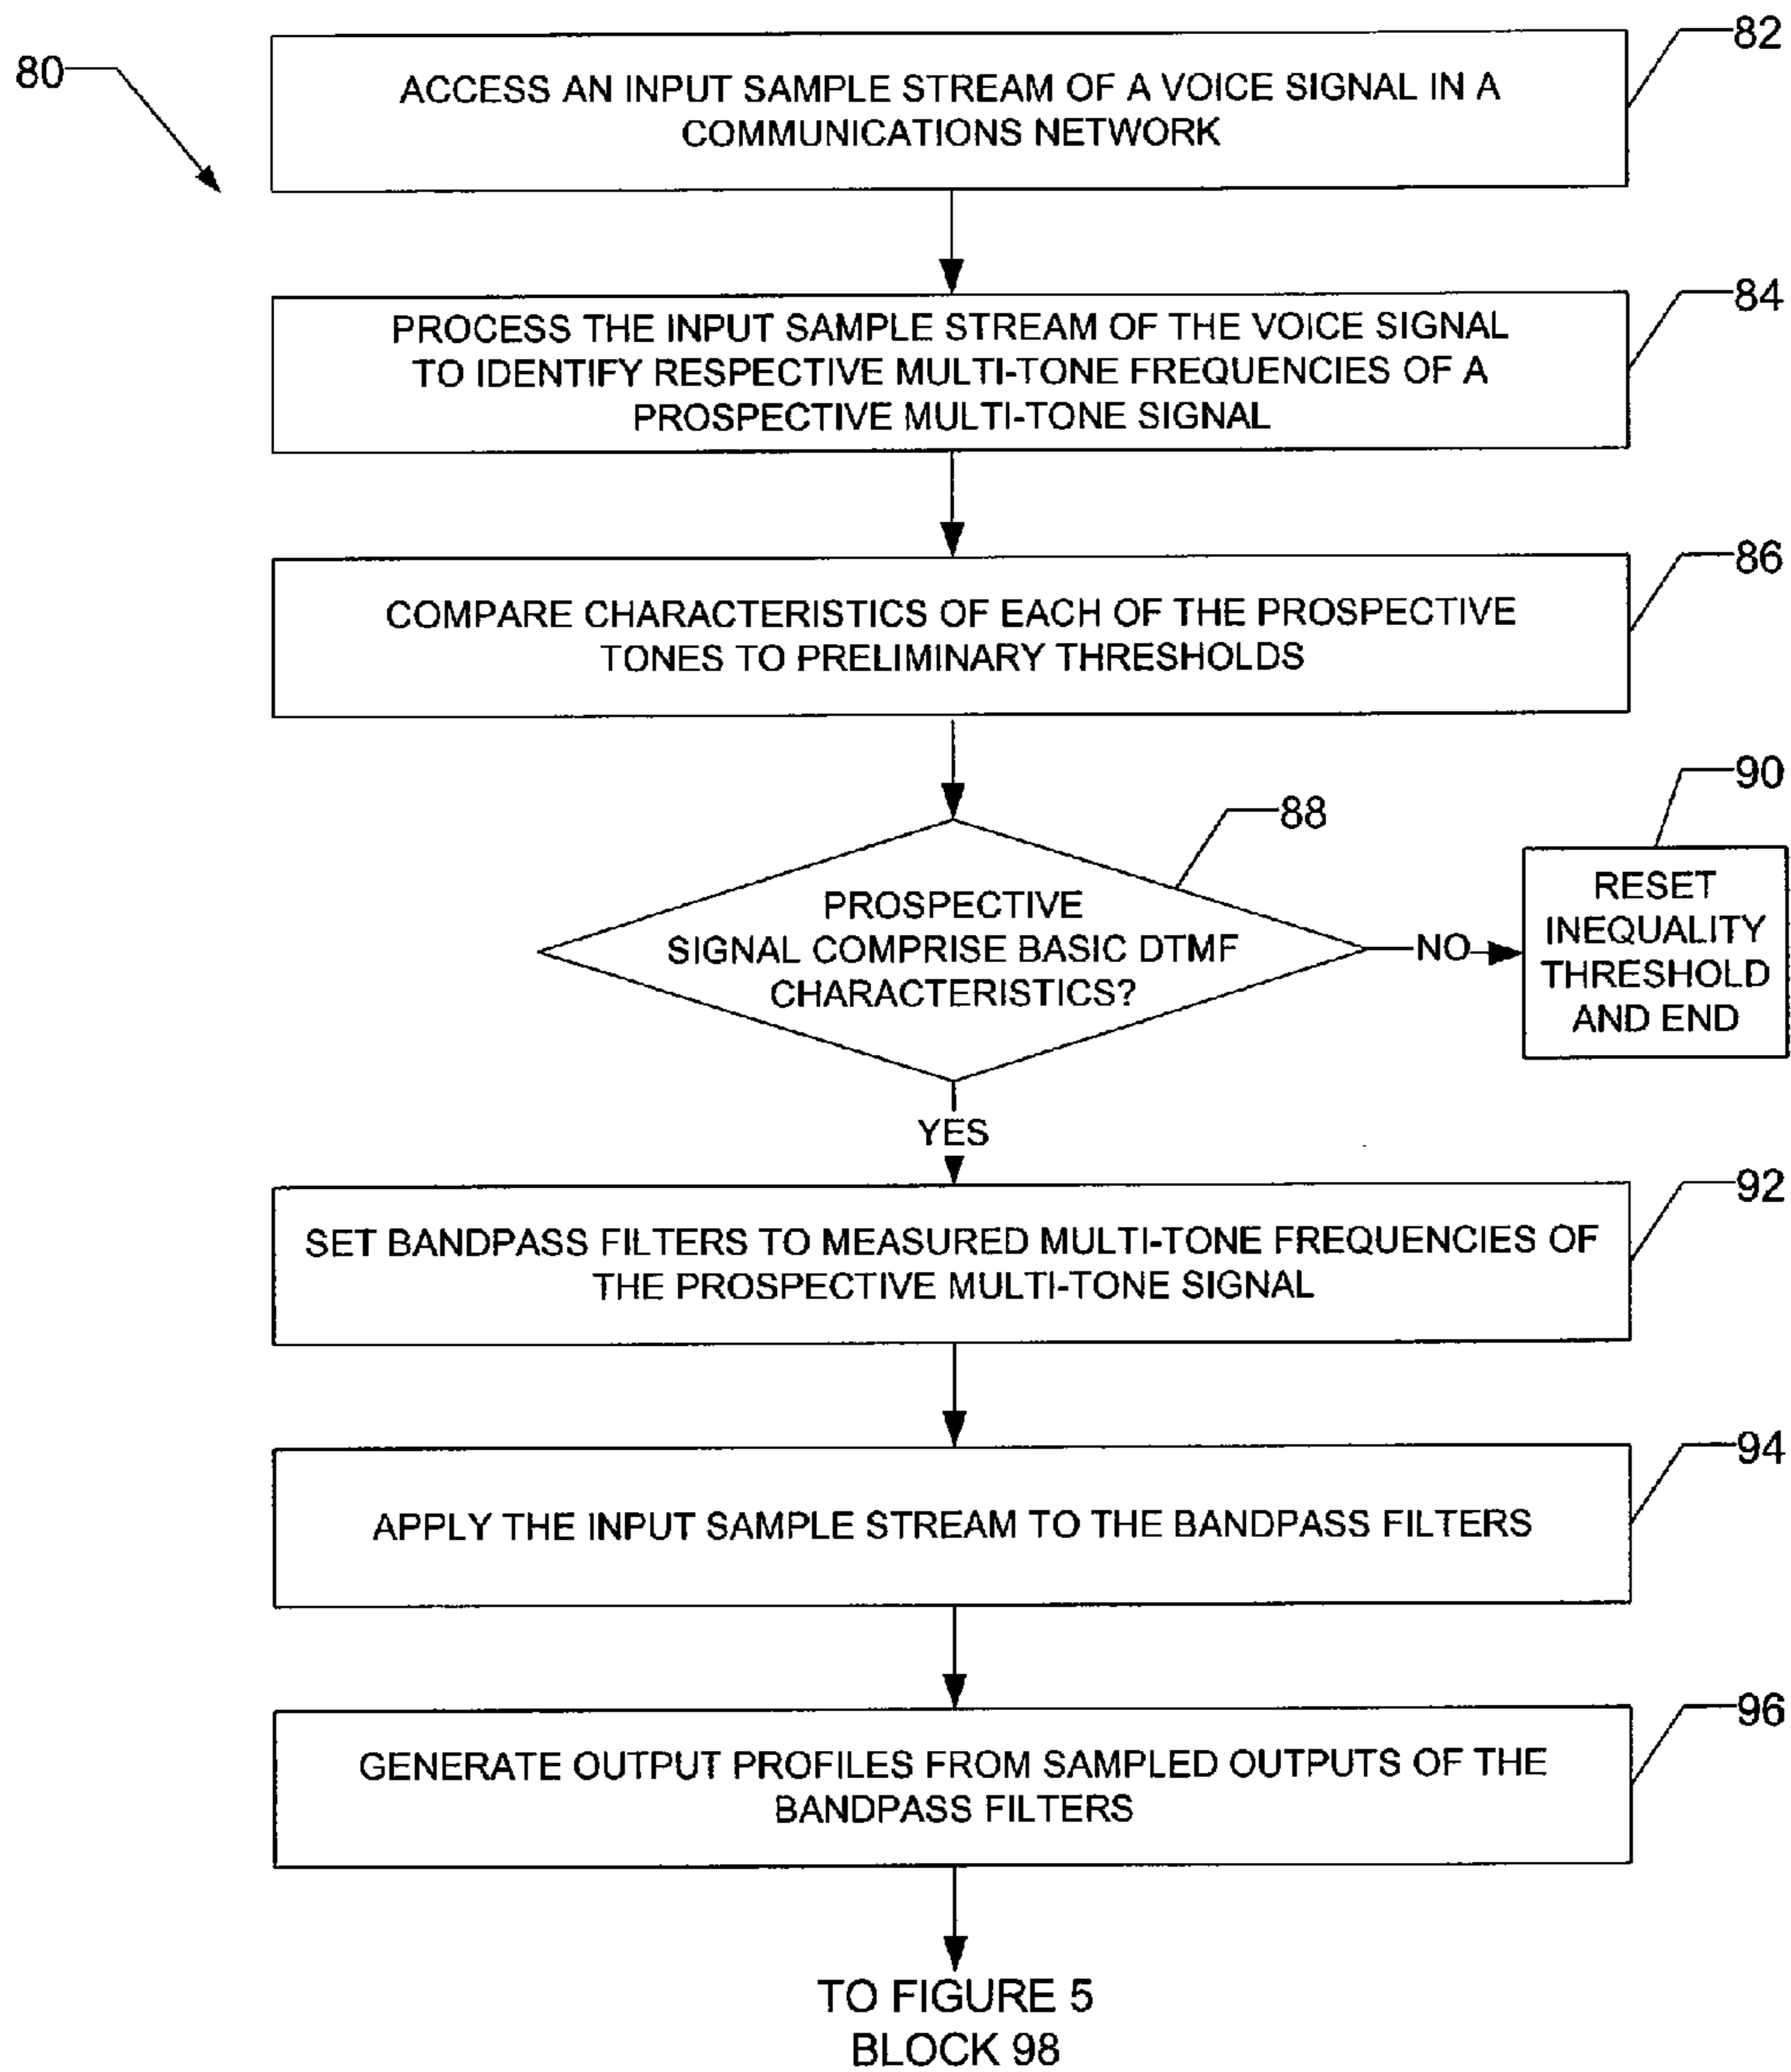 80
82
ACCESS AN INPUT SAMPLE STREAM OF A VOICE SIGNAL IN A
COMMUNICATIONS NETWORK
84
PROCESS THE INPUT SAMPLE STREAM OF THE VOICE SIGNAL
TO IDENTIFY RESPECTIVE MULTI-TONE FREQUENCIES OF A
PROSPECTIVE MULTI-TONE SIGNAL
86
COMPARE CHARACTERISTICS OF EACH OF THE PROSPECTIVE
TONES TO PRELIMINARY THRESHOLDS
88
PROSPECTIVE
SIGNAL COMPRISE BASIC DTMF
CHARACTERISTICS?
NO
90
RESET
INEQUALITY
THRESHOLD
AND END
YES
92
SET BANDPASS FILTERS TO MEASURED MULTI-TONE FREQUENCIES OF
THE PROSPECTIVE MULTI-TONE SIGNAL
94
APPLY THE INPUT SAMPLE STREAM TO THE BANDPASS FILTERS
96
GENERATE OUTPUT PROFILES FROM SAMPLED OUTPUTS OF THE
BANDPASS FILTERS
TO FIGURE 5
BLOCK 98